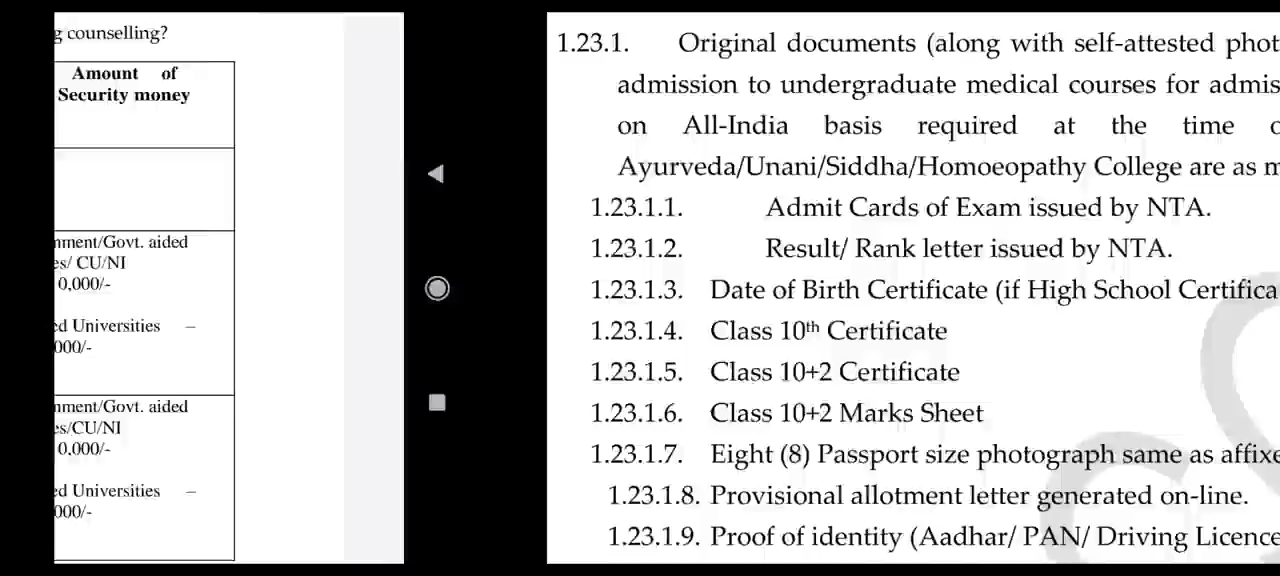 g counselling?
Amount of
Security money
nment/Govt. aided
es/ CU/NI
0,000/-
ed Universities –
000/-
nment/Govt. aided
es/CU/NI
0,000/-
ed Universities –
000/-
1.23.1. Original documents (along with self-attested phot
admission to undergraduate medical courses for admis
on All-India basis required at the time
Ayurveda/Unani/Siddha/Homoeopathy College are as m
1.23.1.1. Admit Cards of Exam issued by NTA.
1.23.1.2. Result/ Rank letter issued by NTA.
1.23.1.3. Date of Birth Certificate (if High School Certifica
1.23.1.4. Class 10th Certificate
1.23.1.5. Class 10+2 Certificate
1.23.1.6. Class 10+2 Marks Sheet
1.23.1.7. Eight (8) Passport size photograph same as affixe
1.23.1.8. Provisional allotment letter generated on-line.
1.23.1.9. Proof of identity (Aadhar/ PAN/ Driving Licence